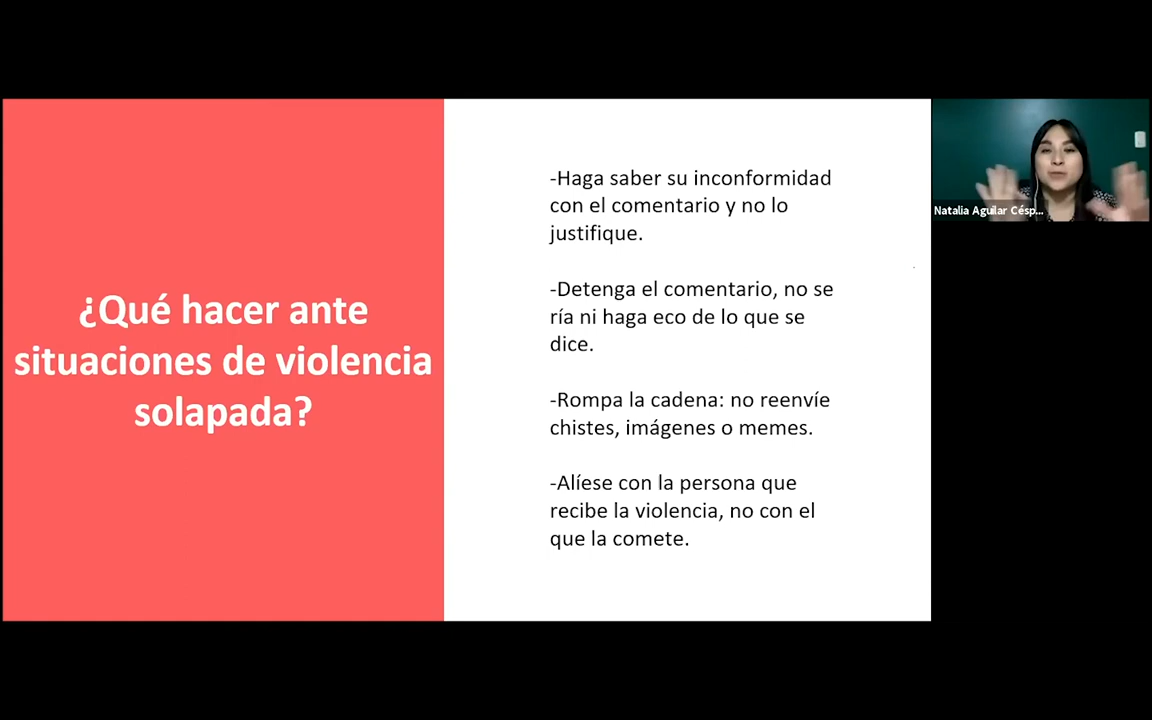 ¿Qué hacer ante
situaciones de violencia
solapada?
-Haga saber su inconformidad
con el comentario y no lo
justifique.
-Detenga el comentario, no se
ría ni haga eco de lo que se
dice.
-Rompa la cadena: no reenvíe
chistes, imágenes o memes.
-Alíese con la persona que
recibe la violencia, no con el
que la comete.
Natalia Aguilar Césp...